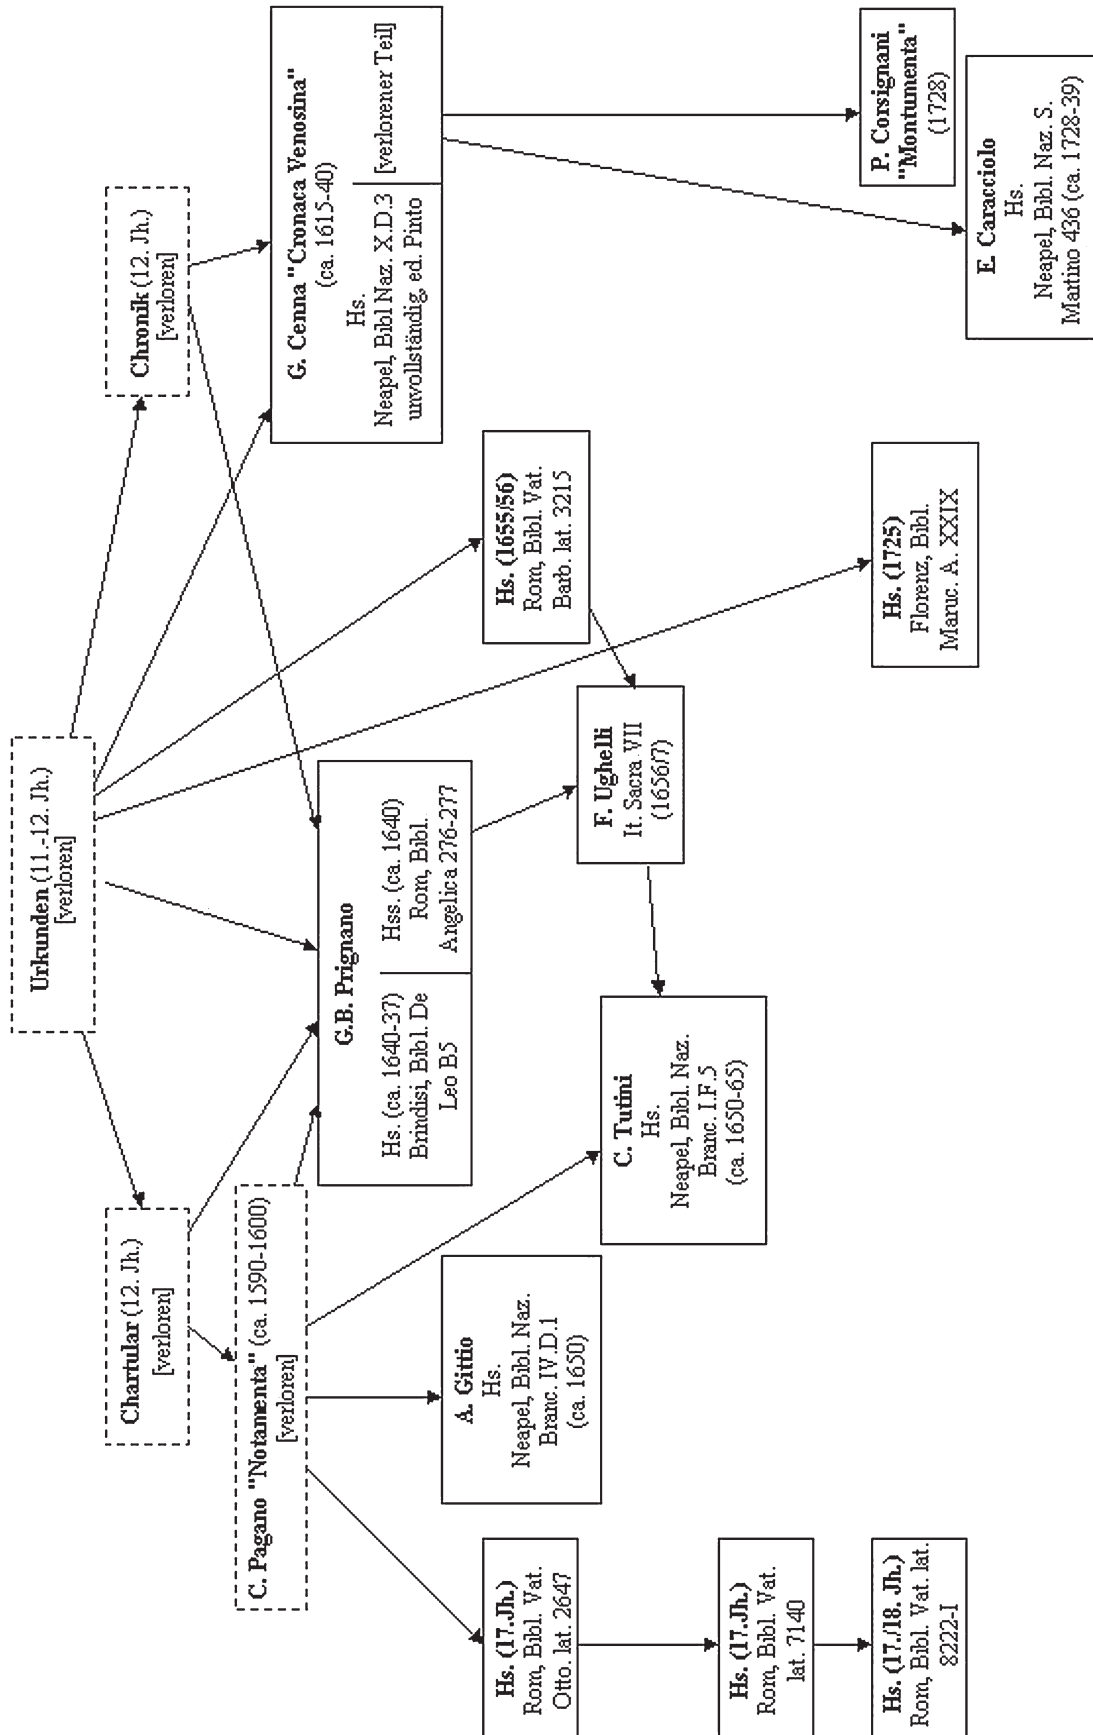 Urkunden (11.-12. Jh.)
[verloren]
Chartular (12. Jh.)
[verloren]
Chronik (12. Jh.)
[verloren]
C. Pagano "Notamenta" (ca. 1590-1600)
[verloren]
G.B. Prignano
Hs. (ca. 1640-37)
Brindisi, Bibl. De
Leo B5
Hss. (ca. 1640)
Rom, Bibl.
Angelica 276-277
G. Cenna "Cronaca Venosina"
(ca. 1615-40)
Hs.
Neapel, Bibl Naz. X.D.3
unvollständig, ed. Pinto
[verlorener Teil]
A. Gittio
Hs.
Neapel, Bibl. Naz.
Branc. IV.D.1
(ca. 1650)
Hs. (17.Jh.)
Rom, Bibl. Vat.
Otto. lat. 2647
Hs. (1655/56)
Rom, Bibl. Vat.
Barb. lat. 3215
F. Ughelli
It. Sacra VII
(1656/7)
C. Tutini
Hs.
Neapel, Bibl. Naz.
Branc. I.F.5
(ca. 1650-65)
Hs. (17.Jh.)
Rom, Bibl. Vat.
lat. 7140
Hs. (17./18. Jh.)
Rom, Bibl. Vat. lat.
8222-I
Hs. (1725)
Florenz, Bibl.
Maruc. A. XXIX
P. Corsignani
"Montumenta"
(1728)
E. Caracciolo
Hs.
Neapel, Bibl. Naz. S.
Martino 436 (ca. 1728-39)